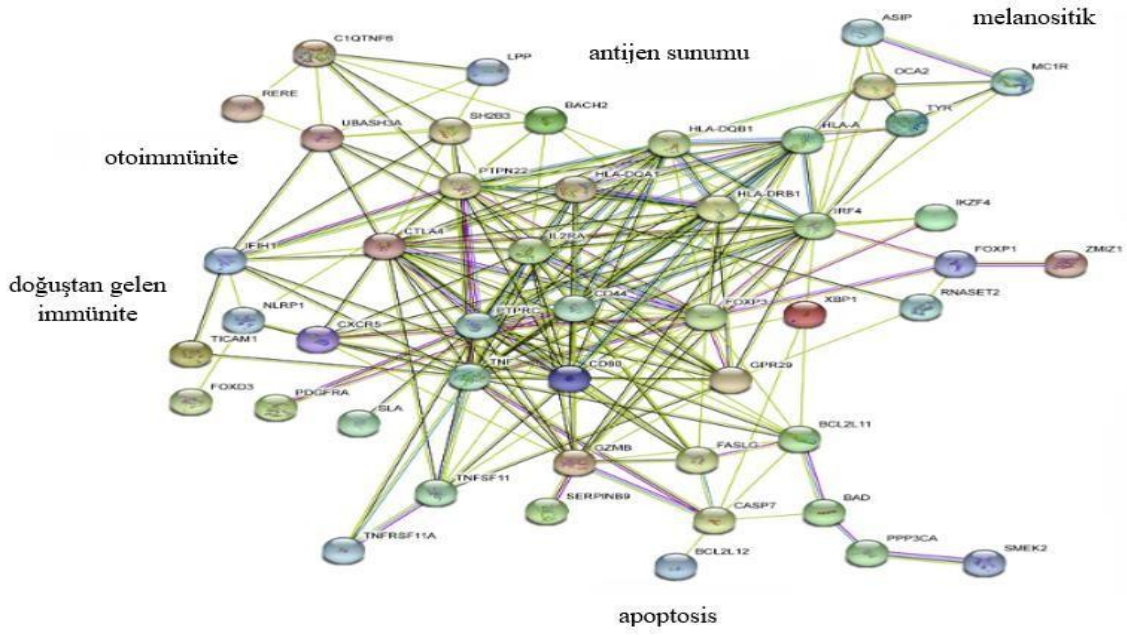 melanositik
ASIP
C1QTNF6
antijen sunumu
LPP
MC1R
OCA2
RERE
BACH2
TYR
UBASH3A
SH2B3
HLA-DQB1
HLA-A
otoimmünite
PTPN22
HLA-DQA1
HLA-DRB1
IKZF4
IRF4
CTLA4
IL2RA
IFIH1
FOXP1
ZMIZ1
doğuştan gelen
immünite
NLRP1
CD44
FOXP3
XBP1
RNASET2
CXCR5
PTPRC
TICAM1
TNF
CD80
GPR29
FOXD3
PDGFRA
SLA
BCL2L11
GZMB
FASLG
TNFSF11
SERPINB9
CASP7
BAD
TNFRSF11A
BCL2L12
PPP3CA
SMEK2
apoptosis